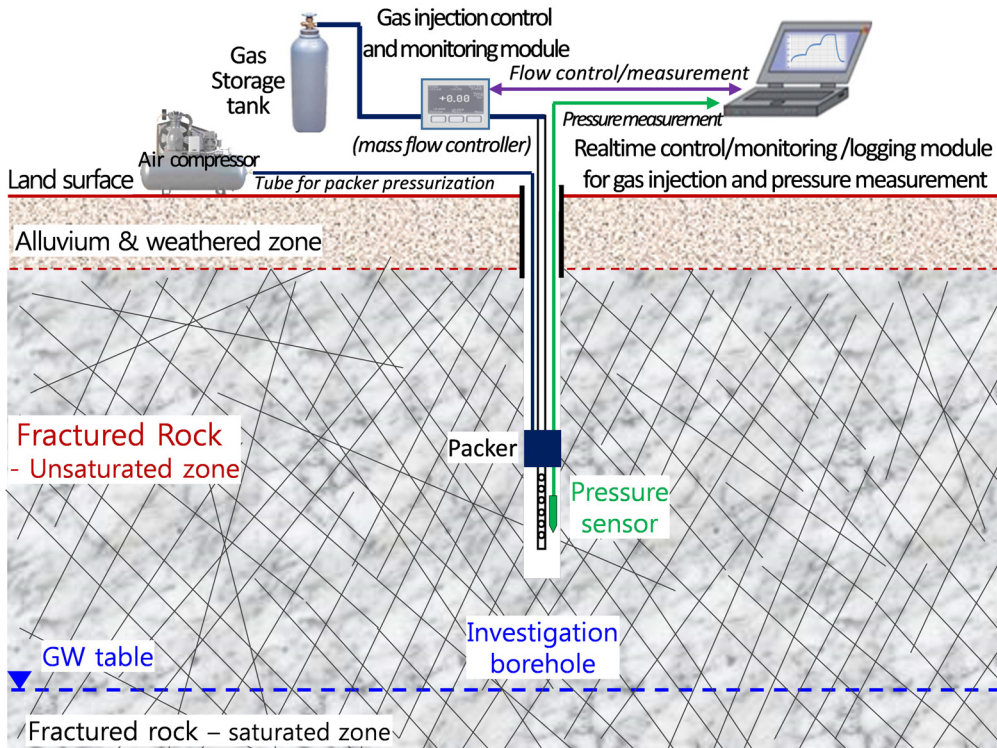 Gas injection control
and monitoring module
Gas
Storage
tank
Flow control/measurement
+0.00
Pressure measurement
(mass flow controller)
Air compressor
Realtime control/monitoring /logging module
for gas injection and pressure measurement
Land surface
Tube for packer pressurization
Alluvium & weathered zone
Fractured Rock
- Unsaturated zone
Packer
Pressure
sensor
Investigation
borehole
GW table
Fractured rock – saturated zone